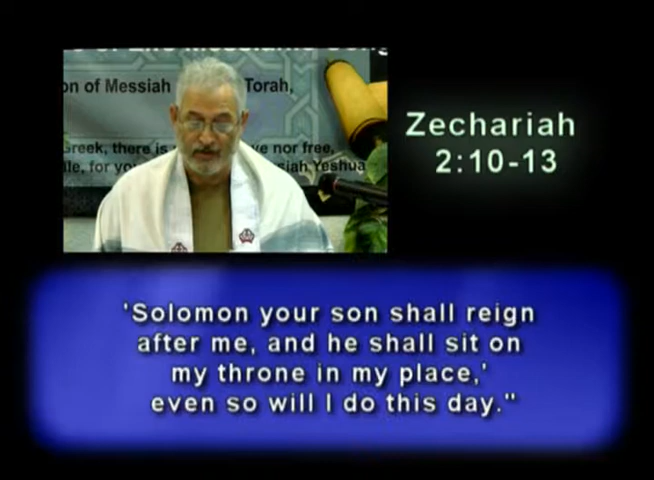 on of Messiah Torah,
Greek, there is ve nor free,
ile, for yo siah Yeshua
Zechariah
2:10-13
'Solomon your son shall reign
after me, and he shall sit on
my throne in my place,'
even so will I do this day."